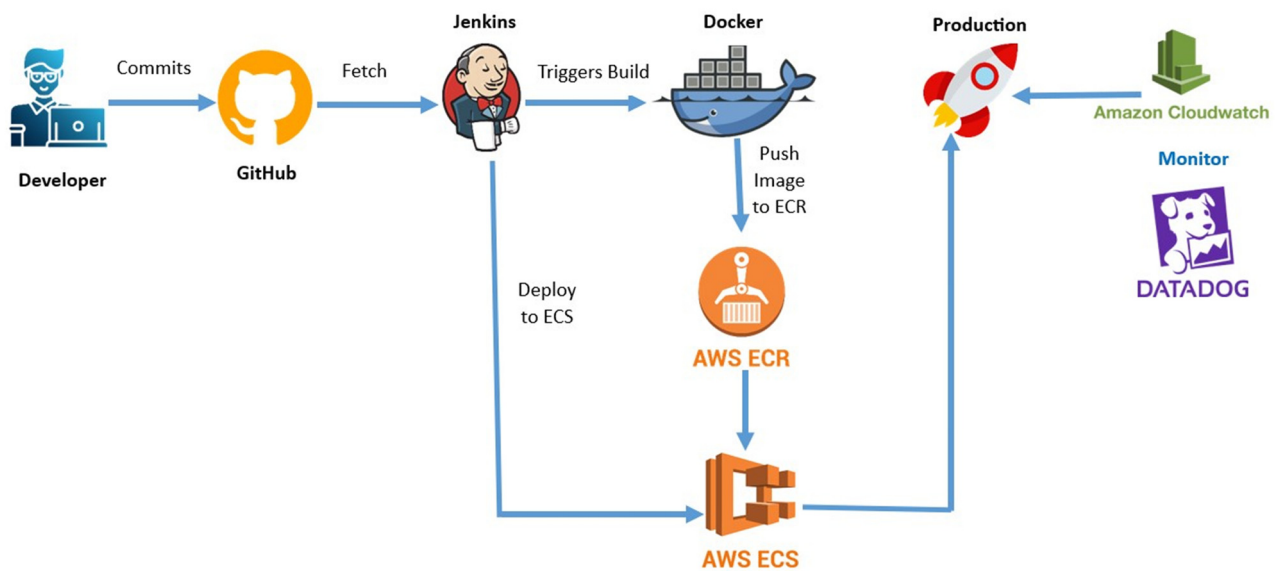 Jenkins
Docker
Production
Commits
Fetch
Triggers Build
Amazon Cloudwatch
Developer
GitHub
Push
Image
to ECR
Monitor
DATADOG
Deploy
to ECS
AWS ECR
AWS ECS